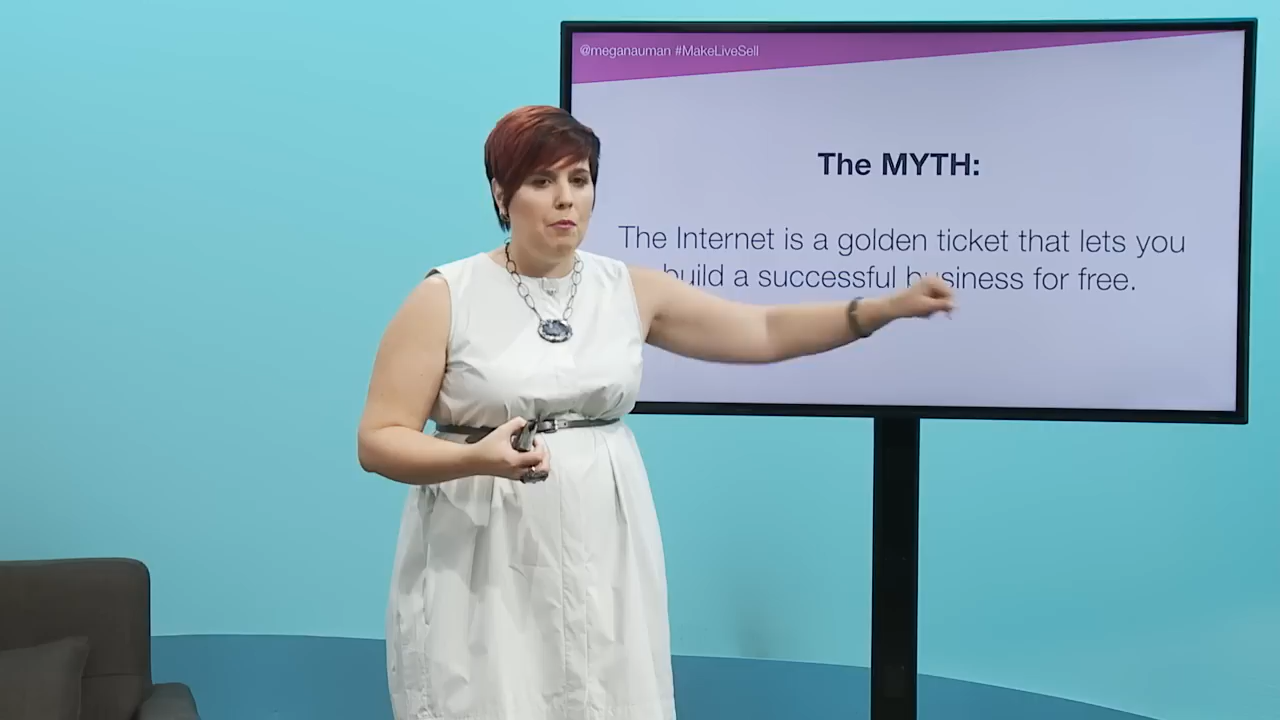 @meganauman #MakeLiveSell
The MYTH:
The Internet is a golden ticket that lets you
build a successful business for free.